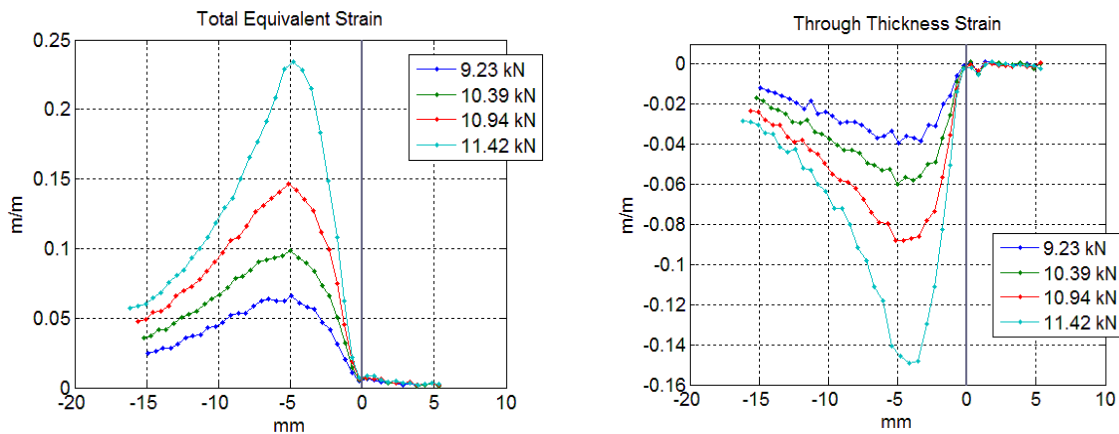 Total Equivalent Strain
0.25
0.2
0.15
0.1
0.05
0
m/m
-20
-15
-10
-5
0
5
10
mm
9.23 kN
10.39 kN
10.94 kN
11.42 kN
Through Thickness Strain
0
-0.02
-0.04
-0.06
-0.08
-0.1
-0.12
-0.14
-0.16
m/m
-20
-15
-10
-5
0
5
10
mm
9.23 kN
10.39 kN
10.94 kN
11.42 kN